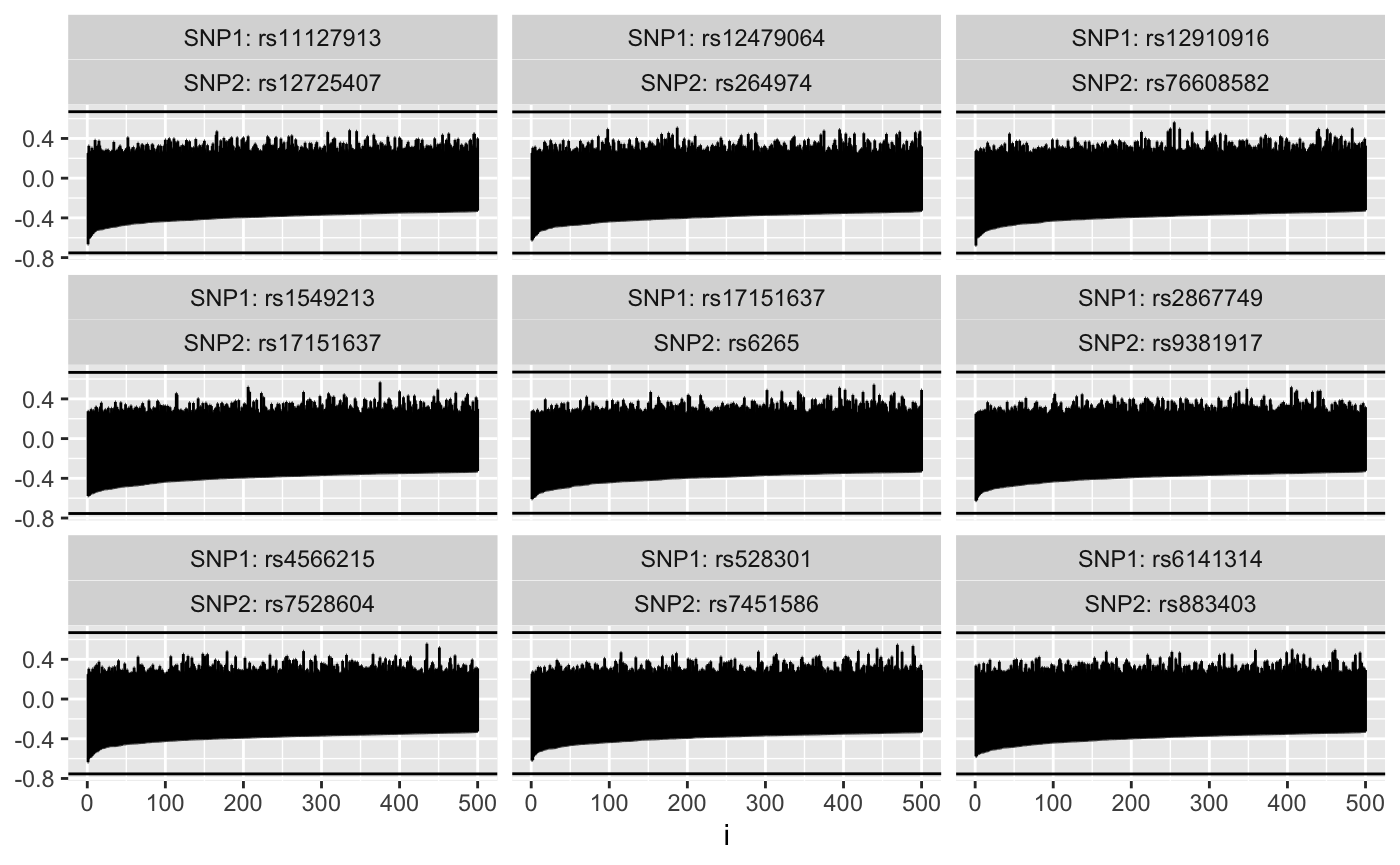 SNP1: rs11127913
SNP2: rs12725407
SNP1: rs12479064
SNP2: rs264974
SNP1: rs12910916
SNP2: rs76608582
0.4
0.0
-0.4
-0.8
SNP1: rs1549213
SNP2: rs17151637
SNP1: rs17151637
SNP2: rs6265
SNP1: rs2867749
SNP2: rs9381917
0.4
0.0
-0.4
-0.8
SNP1: rs4566215
SNP2: rs7528604
SNP1: rs528301
SNP2: rs7451586
SNP1: rs6141314
SNP2: rs883403
0.4
0.0
-0.4
-0.8
0 100 200 300 400 500 0 100 200 300 400 500 0 100 200 300 400 500
i